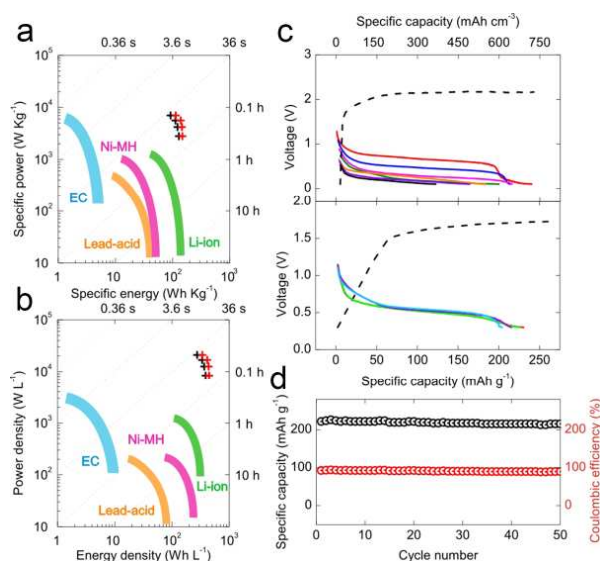 a
0.36 s 3.6 s 36 s
10⁵
10⁴
10³
10²
10
0.1 h
1 h
10 h
Specific power (W Kg⁻¹)
EC
Ni-MH
Lead-acid
Li-ion
1 10 10² 10³
Specific energy (Wh Kg⁻¹)
b
0.36 s 3.6 s 36 s
10⁵
10⁴
10³
10²
10
0.1 h
1 h
10 h
Power density (W L⁻¹)
EC
Ni-MH
Lead-acid
Li-ion
1 10 10² 10³
Energy density (Wh L⁻¹)
c
Specific capacity (mAh cm⁻³)
0 150 300 450 600 750
3
2
1
0
Voltage (V)
2.0
1.5
1.0
0.5
0.0
Voltage (V)
0 50 100 150 200 250
Specific capacity (mAh g⁻¹)
d
Specific capacity (mAh g⁻¹)
200
100
0
200
100
0
Coulombic efficiency (%)
0 10 20 30 40 50
Cycle number